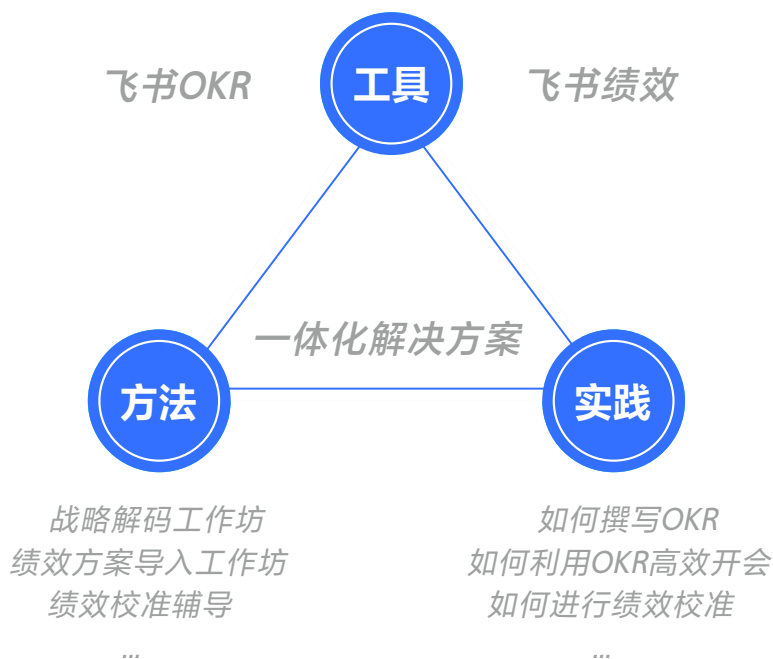 飞书OKR
工具
飞书绩效
一体化解决方案
方法
实践
战略解码工作坊
绩效方案导入工作坊
绩效校准辅导
...
如何撰写OKR
如何利用OKR高效开会
如何进行绩效校准
...